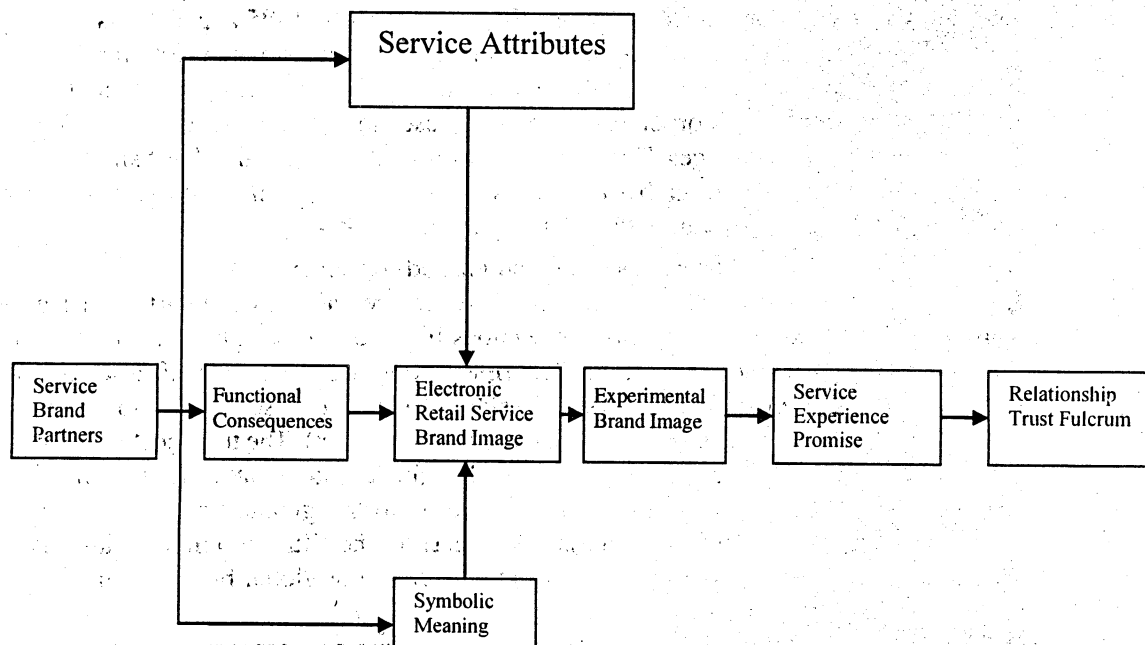 Service Attributes
Service
Brand
Partners
Functional
Consequences
Electronic
Retail Service
Brand Image
Experimental
Brand Image
Service
Experience
Promise
Relationship
Trust Fulcrum
Symbolic
Meaning